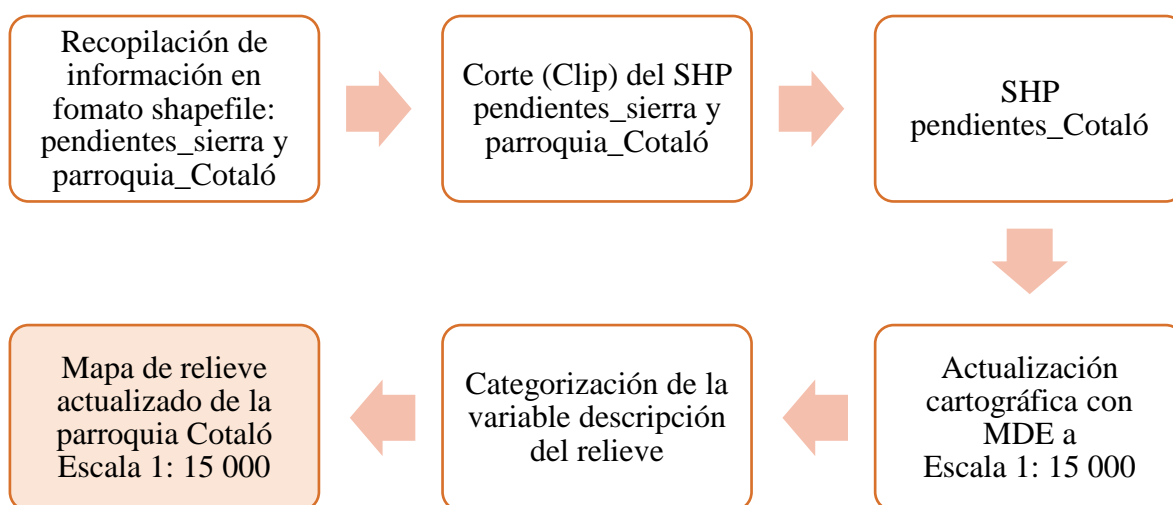 Recopilación de
información en
fomato shapefile:
pendientes_sierra y
parroquia_Cotaló
Corte (Clip) del SHP
pendientes_sierra y
parroquia_Cotaló
SHP
pendientes_Cotaló
Actualización
cartográfica con
MDE a
Escala 1: 15 000
Categorización de la
variable descripción
del relieve
Mapa de relieve
actualizado de la
parroquia Cotaló
Escala 1: 15 000